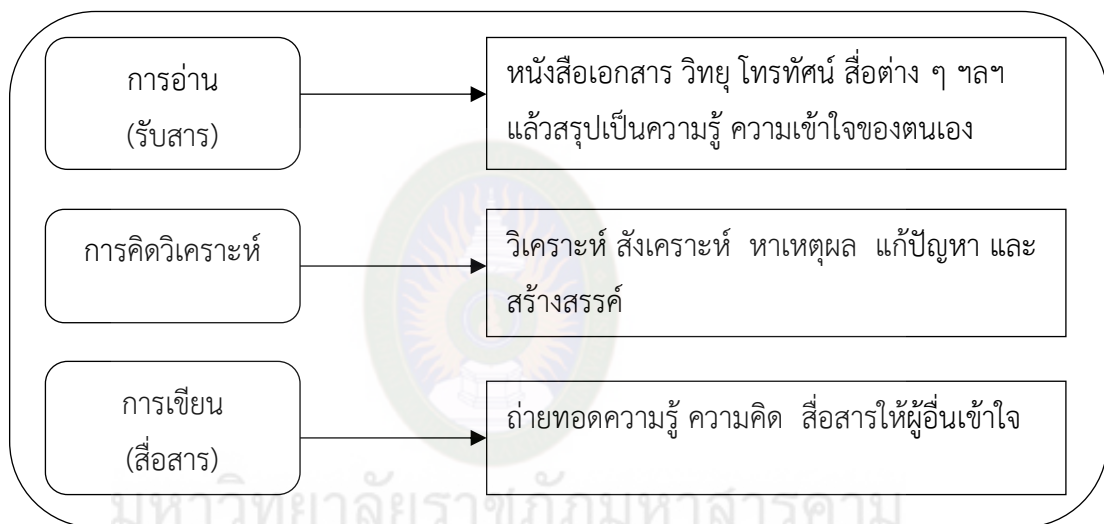 การอ่าน
(รับสาร)
หนังสือเอกสาร วิทยุ โทรทัศน์ สื่อต่าง ๆ ฯลฯ
แล้วสรุปเป็นความรู้ ความเข้าใจของตนเอง
การคิดวิเคราะห์
วิเคราะห์ สังเคราะห์ หาเหตุผล แก้ปัญหา และ
สร้างสรรค์
การเขียน
(สื่อสาร)
ถ่ายทอดความรู้ ความคิด สื่อสารให้ผู้อื่นเข้าใจ
มหาวิทยาลัยราชภัฏมหาสารคาม